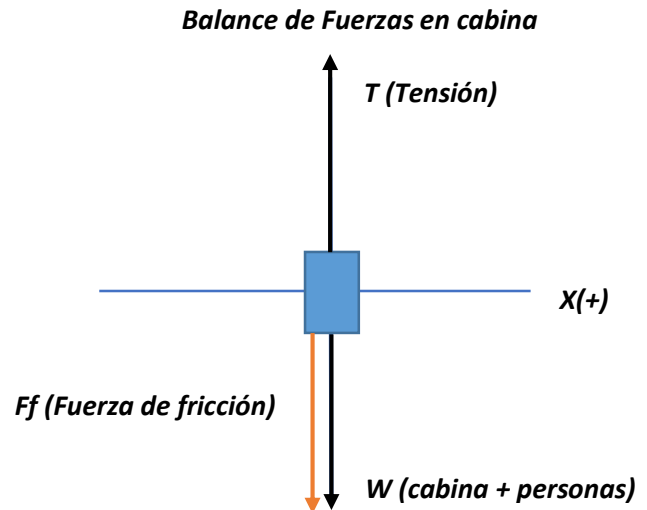 Balance de Fuerzas en cabina
T (Tensión)
X(+)
Ff (Fuerza de fricción)
W (cabina + personas)